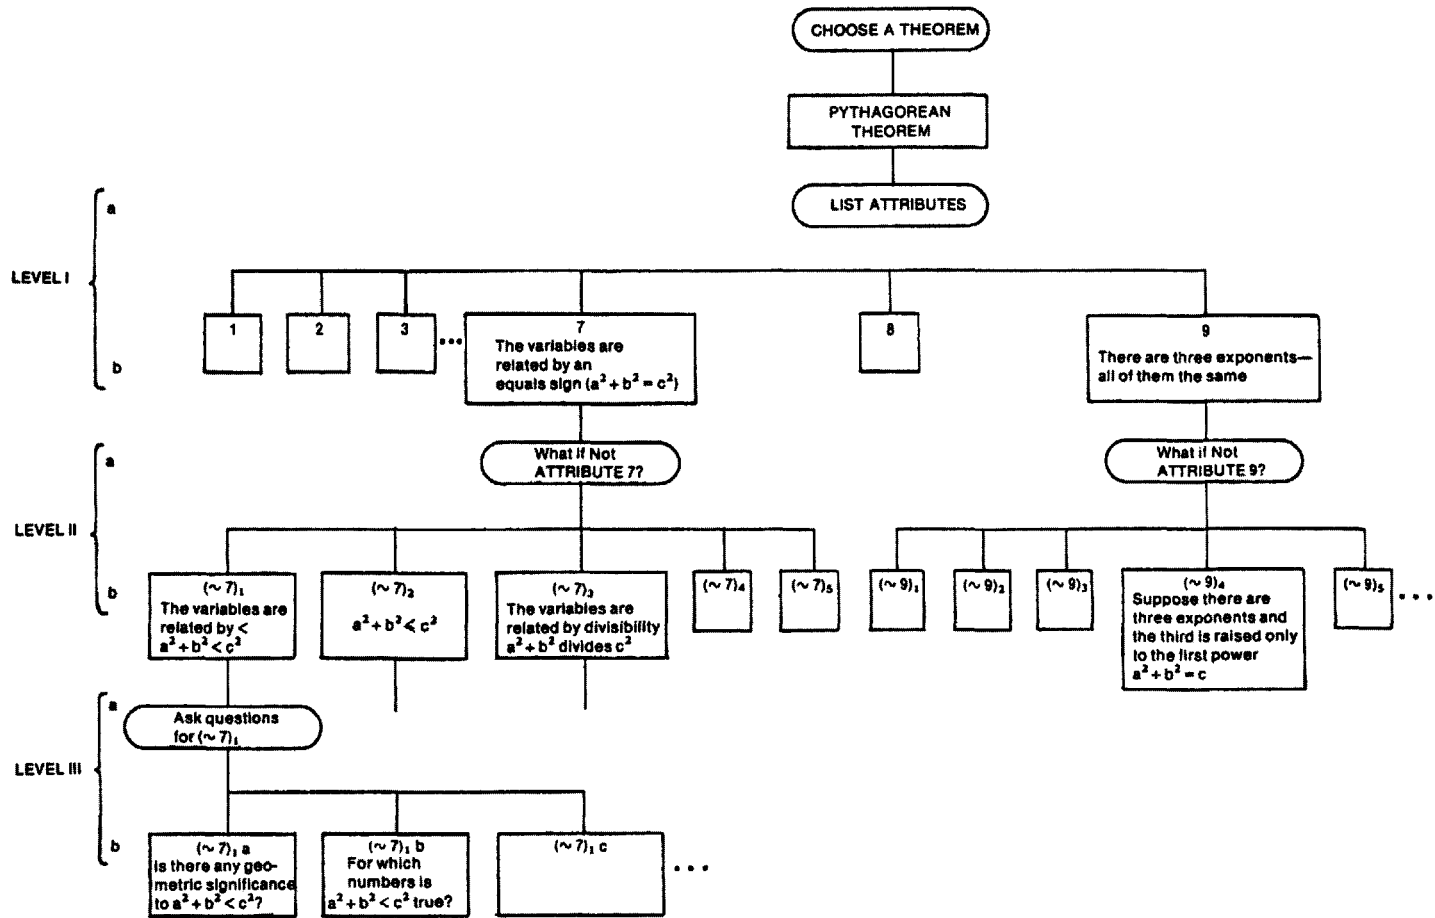 CHOOSE A THEOREM
PYTHAGOREAN
THEOREM
LIST ATTRIBUTES
LEVEL I
a
b
1
2
3
...
7
The variables are
related by an
equals sign (a² + b² = c²)
8
9
There are three exponents—
all of them the same
LEVEL II
a
b
What if Not
ATTRIBUTE 7?
What if Not
ATTRIBUTE 9?
(~ 7)₁
The variables are
related by <
a² + b² < c²
(~ 7)₂
a² + b² ⩽ c²
(~ 7)₃
The variables are
related by divisibility
a² + b² divides c²
(~ 7)₄
(~ 7)₅
(~ 9)₁
(~ 9)₂
(~ 9)₃
(~ 9)₄
Suppose there are
three exponents and
the third is raised only
to the first power
a² + b² = c
(~ 9)₅
...
LEVEL III
a
b
Ask questions
for (~ 7)₁
(~ 7)₁ a
Is there any geo-
metric significance
to a² + b² < c²?
(~ 7)₁ b
For which
numbers is
a² + b² < c² true?
(~ 7)₁ c
...